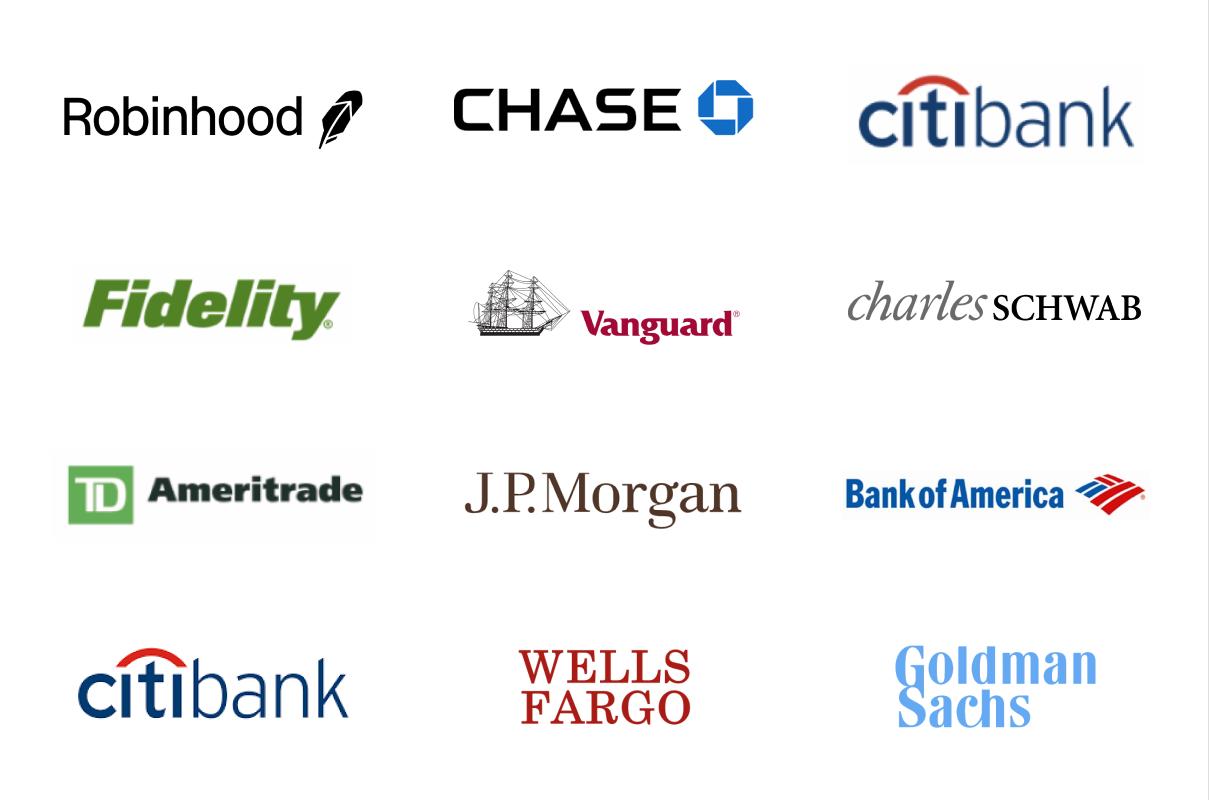 Robinhood
CHASE
citibank
Fidelity®
Vanguard®
charles SCHWAB
TD Ameritrade
J.P.Morgan
Bank of America
citibank
WELLS
FARGO
Goldman
Sachs